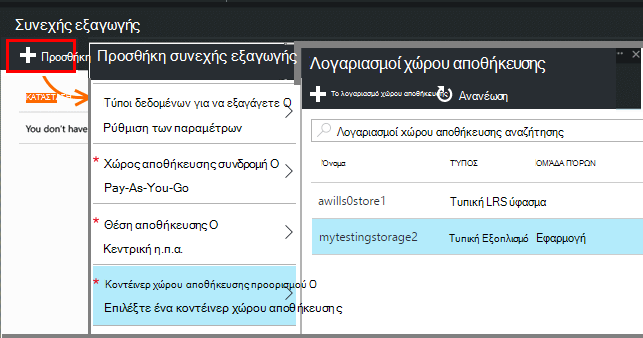 Συνεχής εξαγωγής
Προσθήκη
ΚΑΤΑΣΤ
You don't have
Προσθήκη συνεχής εξαγωγής
Τύποι δεδομένων για να εξαγάγετε Ο
Ρύθμιση των παραμέτρων
* Χώρος αποθήκευσης συνδρομή Ο
Pay-As-You-Go
* Θέση αποθήκευσης Ο
Κεντρική η.π.α.
* Κοντέινερ χώρου αποθήκευσης προορισμού Ο
Επιλέξτε ένα κοντέινερ χώρου αποθήκευσης
Λογαριασμοί χώρου αποθήκευσης
Το λογαριασμό χώρου αποθήκευσης
Ανανέωση
Λογαριασμοί χώρου αποθήκευσης αναζήτησης
Όνομα ΤΥΠΟΣ ΟΜΆΔΑ ΠΌΡΩΝ
awills0store1 Τυπική LRS ύφασμα
mytestingstorage2 Τυπική Εξοπλισμό Εφαρμογή